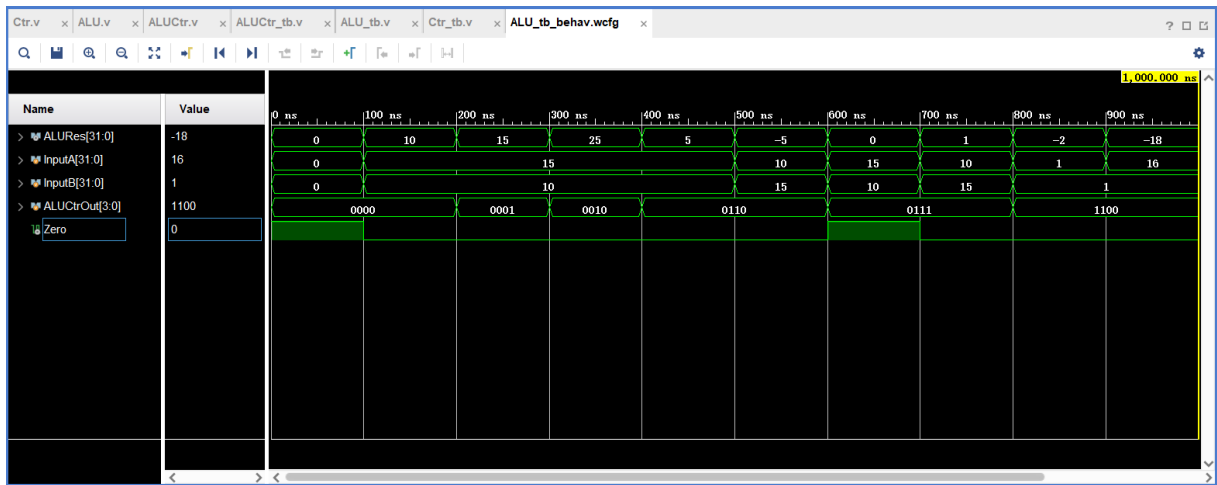 Ctr.v × ALU.v × ALUCtr.v × ALUCtr_tb.v × ALU_tb.v × Ctr_tb.v × ALU_tb_behav.wcfg ×
1,000.000 ns
Name Value 0 ns 100 ns 200 ns 300 ns 400 ns 500 ns 600 ns 700 ns 800 ns 900 ns
ALURes[31:0] -18 0 10 15 25 5 -5 0 1 -2 -18
InputA[31:0] 16 0 15 10 15 10 1 16
InputB[31:0] 1 0 10 15 10 15 1
ALUCtrOut[3:0] 1100 0000 0001 0010 0110 0111 1100
Zero 0